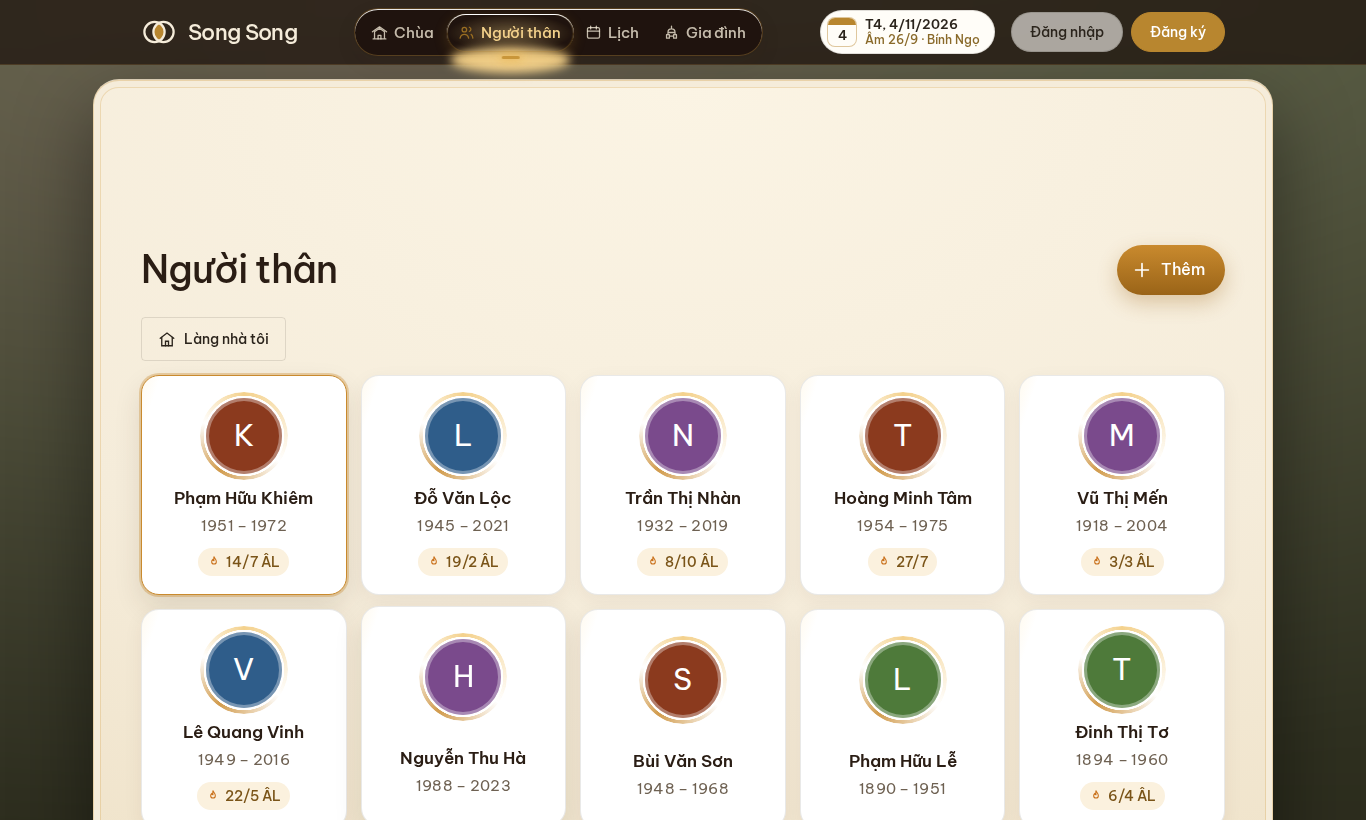 Song Song
Chùa
Người thân
Lịch
Gia đình
4
T4, 4/11/2026
Âm 26/9 · Bính Ngọ
Đăng nhập
Đăng ký
Người thân
Thêm
Làng nhà tôi
K
Phạm Hữu Khiêm
1951 – 1972
14/7 ÂL
L
Đỗ Văn Lộc
1945 – 2021
19/2 ÂL
N
Trần Thị Nhàn
1932 – 2019
8/10 ÂL
T
Hoàng Minh Tâm
1954 – 1975
27/7
M
Vũ Thị Mến
1918 – 2004
3/3 ÂL
V
Lê Quang Vinh
1949 – 2016
22/5 ÂL
H
Nguyễn Thu Hà
1988 – 2023
S
Bùi Văn Sơn
1948 – 1968
L
Phạm Hữu Lễ
1890 – 1951
T
Đinh Thị Tơ
1894 – 1960
6/4 ÂL